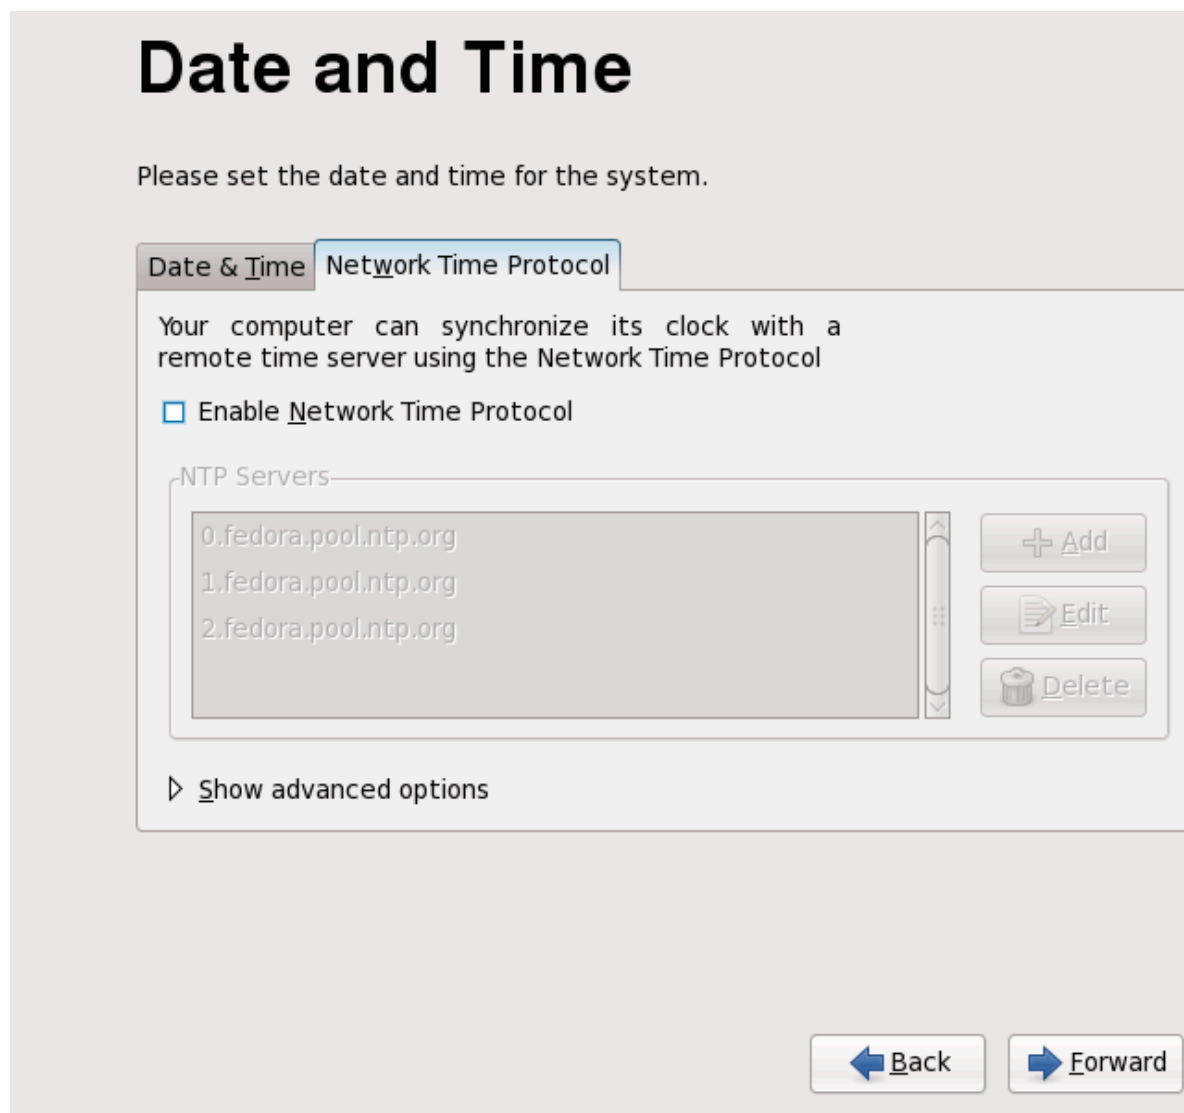 Date and Time
Please set the date and time for the system.
Date & Time
Network Time Protocol
Your computer can synchronize its clock with a
remote time server using the Network Time Protocol
Enable Network Time Protocol
NTP Servers
0.fedora.pool.ntp.org
1.fedora.pool.ntp.org
2.fedora.pool.ntp.org
Add
Edit
Delete
Show advanced options
Back
Forward